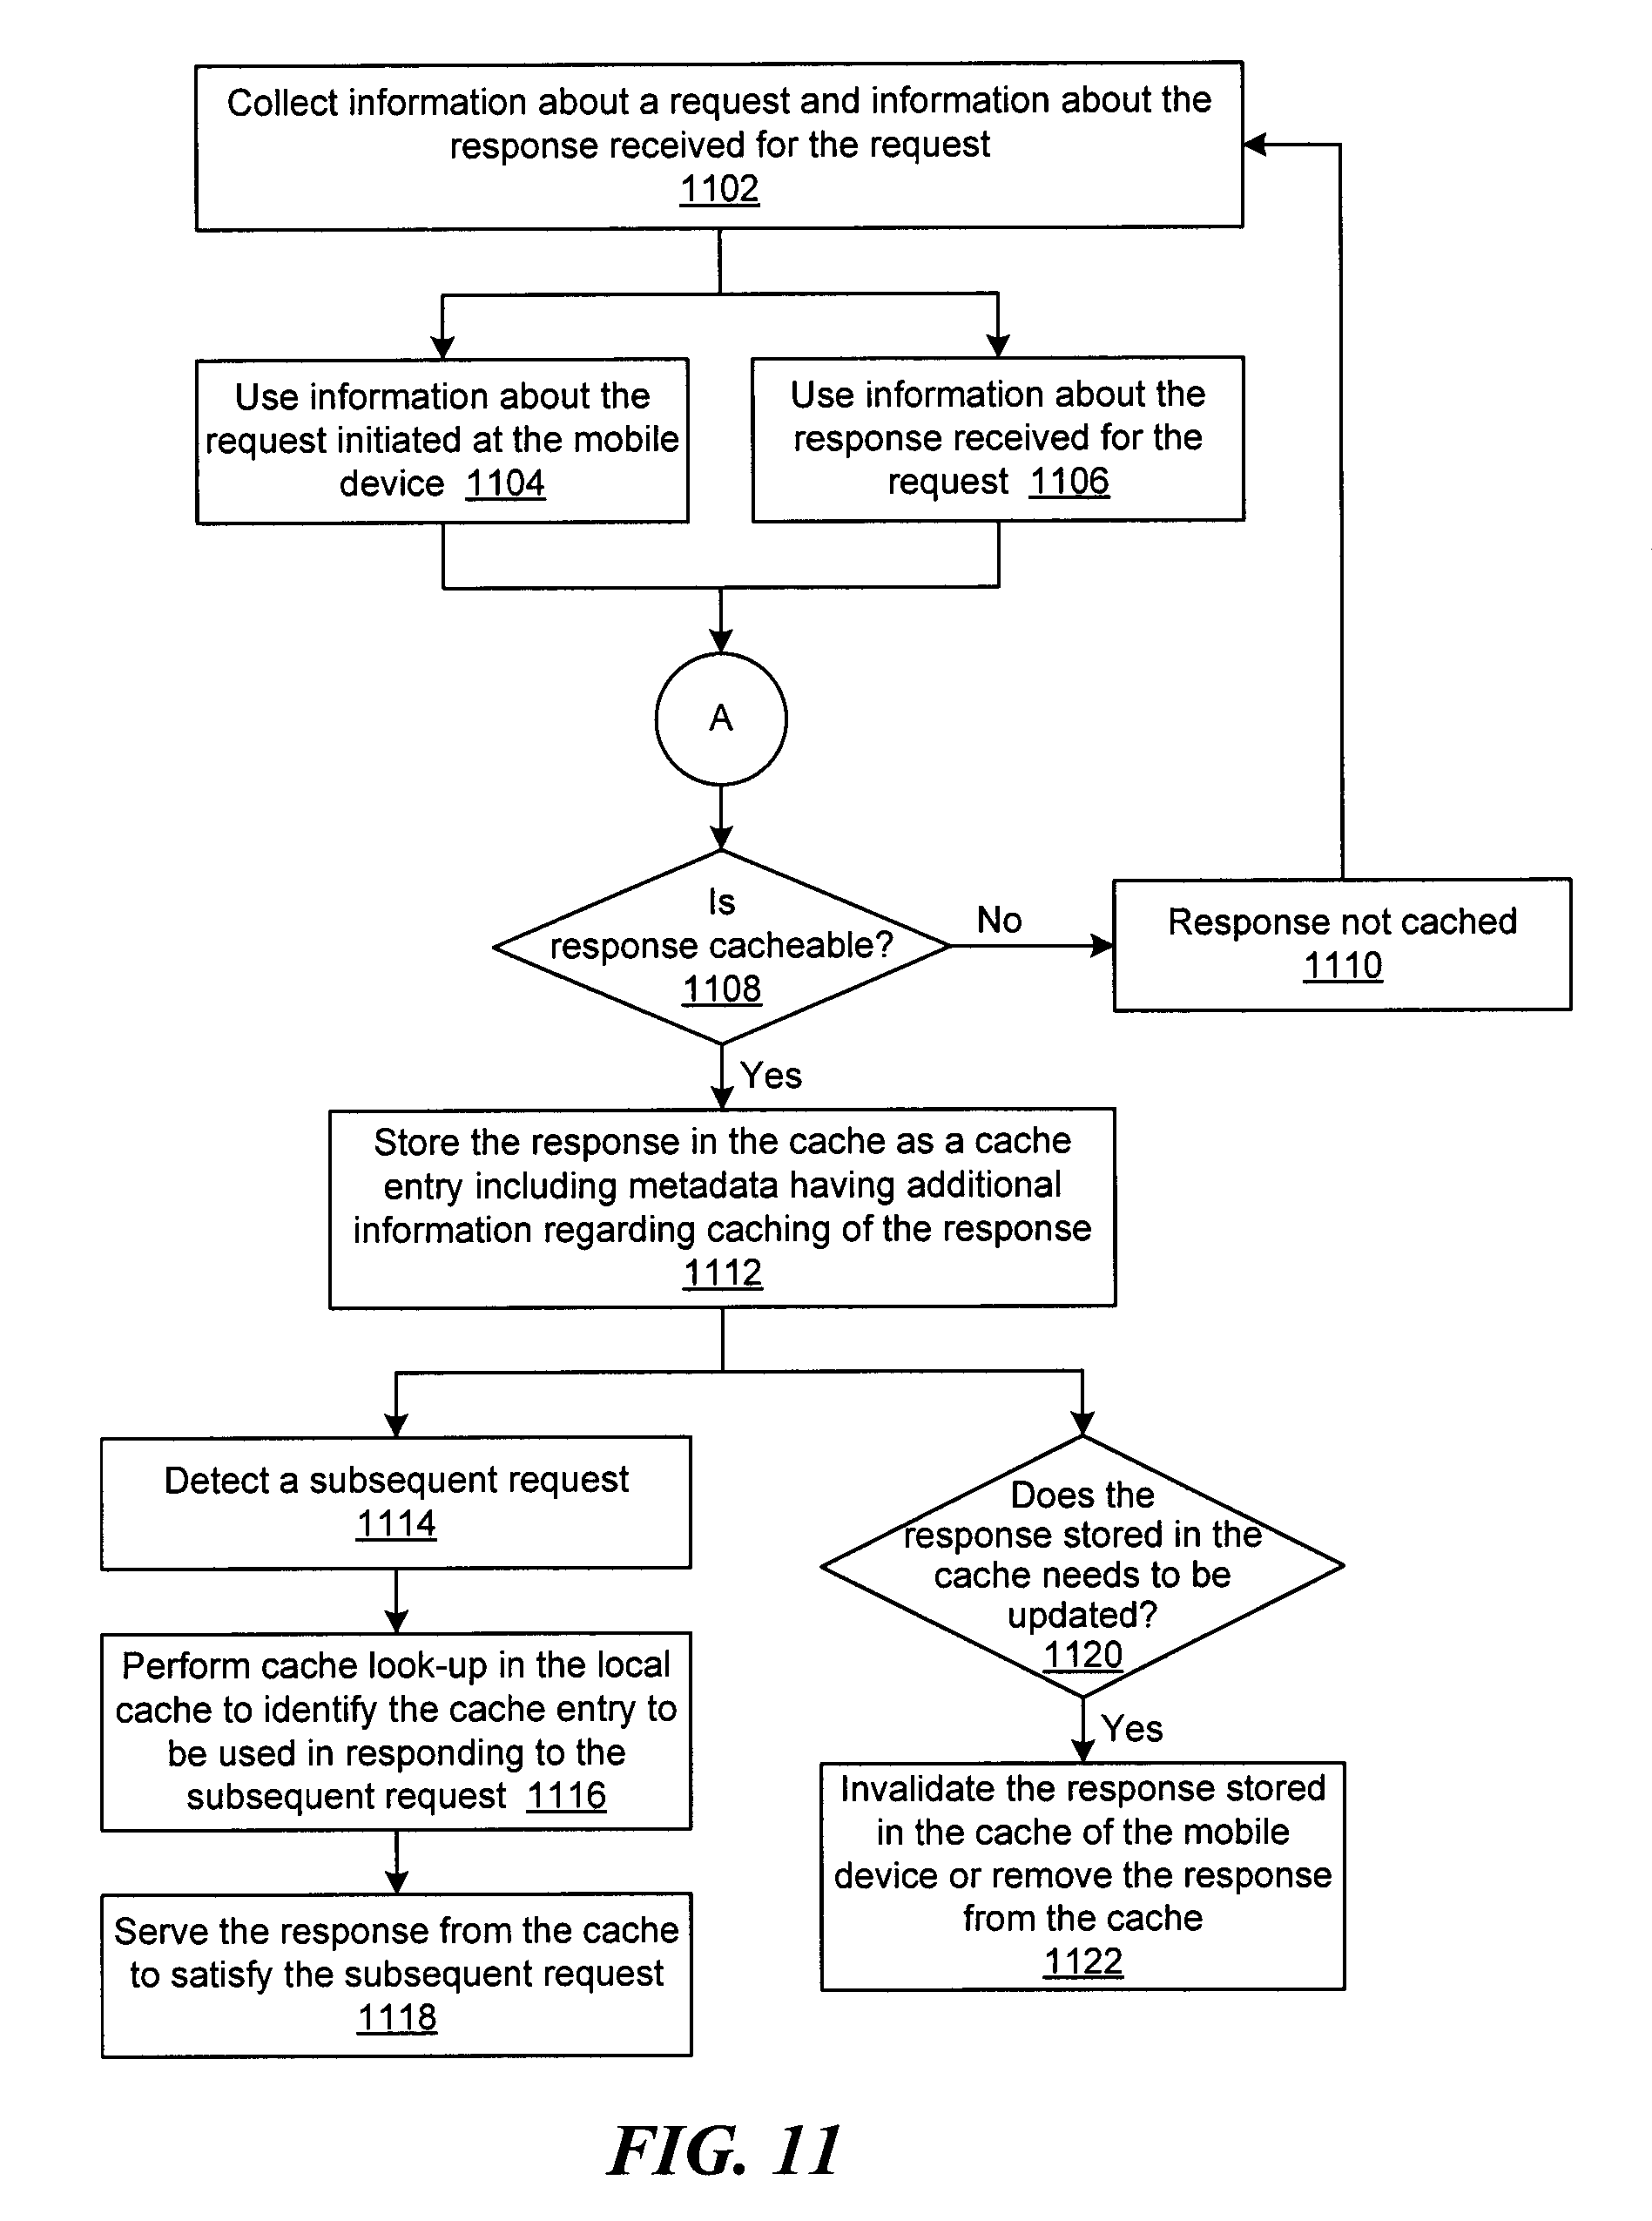 Collect information about a request and information about the
response received for the request
1102
Use information about the
request initiated at the mobile
device 1104
Use information about the
response received for the
request 1106
A
Is
response cacheable?
1108
No
Response not cached
1110
Yes
Store the response in the cache as a cache
entry including metadata having additional
information regarding caching of the response
1112
Detect a subsequent request
1114
Perform cache look-up in the local
cache to identify the cache entry to
be used in responding to the
subsequent request 1116
Serve the response from the cache
to satisfy the subsequent request
1118
Does the
response stored in the
cache needs to be
updated?
1120
Yes
Invalidate the response stored
in the cache of the mobile
device or remove the response
from the cache
1122
FIG. 11